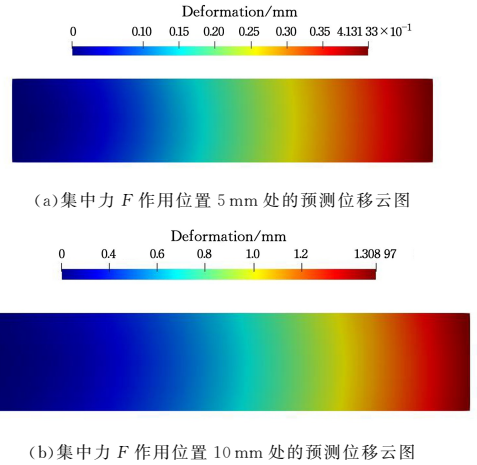 Deformation/mm
0 0.10 0.15 0.20 0.25 0.30 0.35 4.131 33×10⁻¹
(a)集中力 F 作用位置 5 mm 处的预测位移云图
Deformation/mm
0 0.4 0.6 0.8 1.0 1.2 1.308 97
(b)集中力 F 作用位置 10 mm 处的预测位移云图